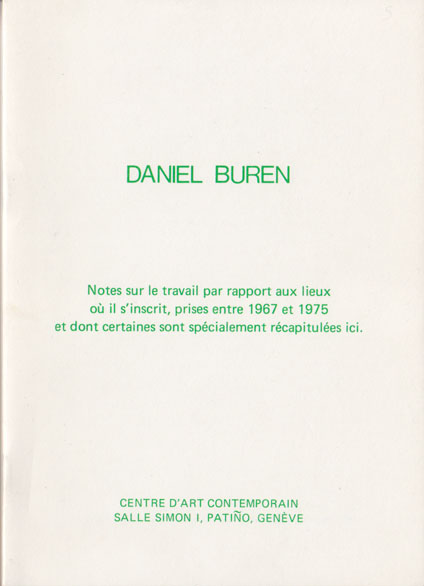 DANIEL BUREN
Notes sur le travail par rapport aux lieux
où il s'inscrit, prises entre 1967 et 1975
et dont certaines sont spécialement récapitulées ici.
CENTRE D'ART CONTEMPORAIN
SALLE SIMON I, PATIÑO, GENÈVE